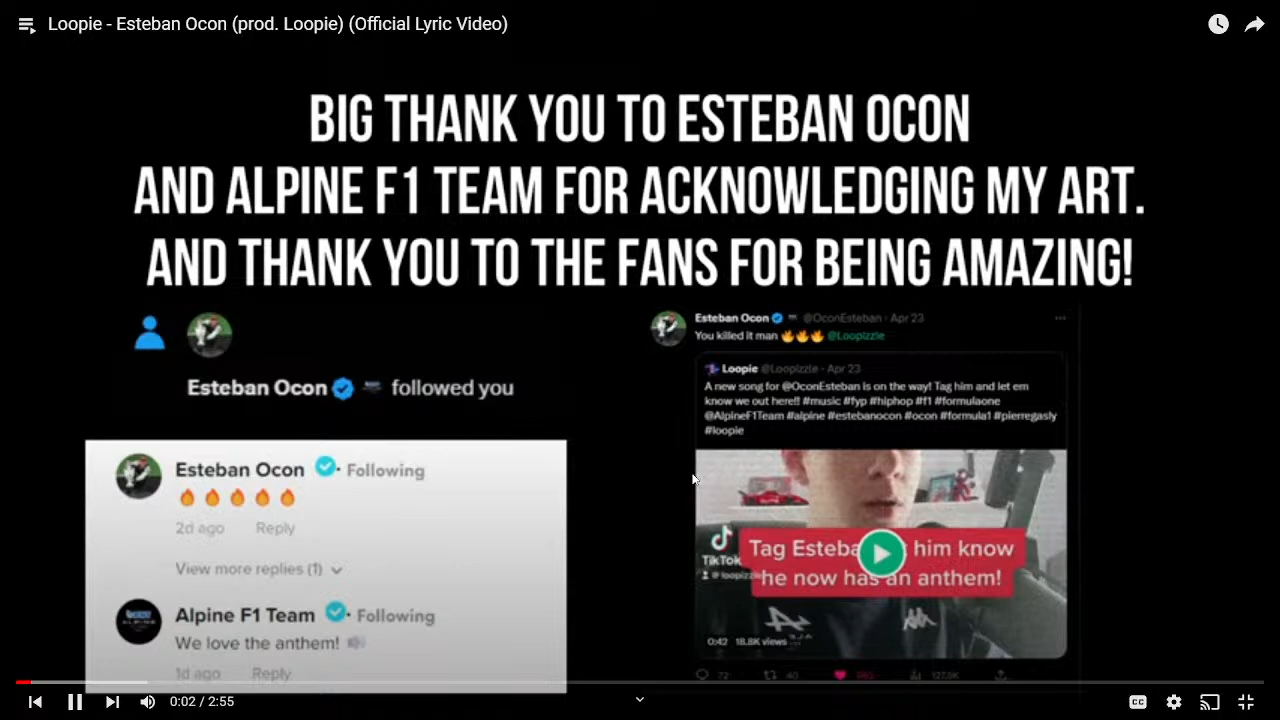 Loopie - Esteban Ocon (prod. Loopie) (Official Lyric Video)
BIG THANK YOU TO ESTEBAN OCON
AND ALPINE F1 TEAM FOR ACKNOWLEDGING MY ART.
AND THANK YOU TO THE FANS FOR BEING AMAZING!
Esteban Ocon followed you
Esteban Ocon · Following
🔥🔥🔥🔥🔥
2d ago Reply
View more replies (1)
Alpine F1 Team · Following
We love the anthem!
1d ago Reply
Esteban Ocon @OconEsteban · Apr 23
You killed it man 🔥🔥🔥 @Loopizzle
Loopie @Loopizzle · Apr 23
A new song for @OconEsteban is on the way! Tag him and let em
know we out here!! #music #fyp #hiphop #f1 #formulaone
@AlpineF1Team #alpine #estebanocon #ocon #formula1 #pierregasly
#loopie
TikTok
Tag Esteba him know
he now has an anthem!
0:42 18.8K views
72 40
0:02 / 2:55
CC